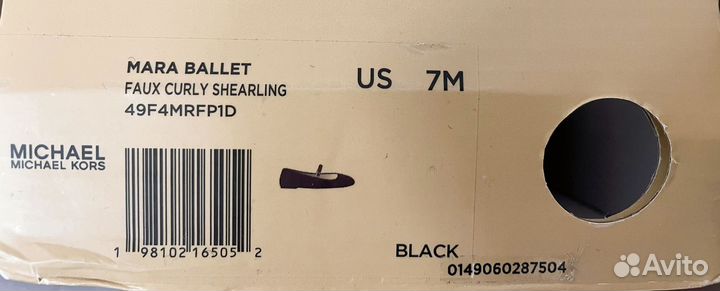 MARA BALLET
FAUX CURLY SHEARLING
49F4MRFP1D
US 7M
MICHAEL
MICHAEL KORS
1 98102 16505 2
BLACK
0149060287504
Avito